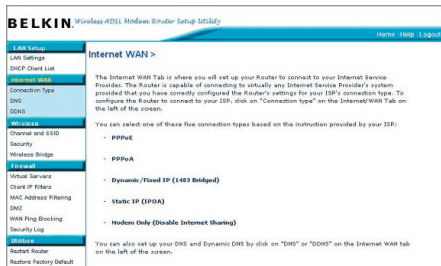 BELKIN. Wireless ADSL Modem Router Setup Utility
Home | Help | Logout
LAN Setup
LAN Settings
DHCP Client List
Internet WAN
Connection Type
DNS
DDNS
Wireless
Channel and SSID
Security
Wireless Bridge
Firewall
Virtual Servers
Client IP Filters
MAC Address Filtering
DMZ
WAN Ping Blocking
Security Log
Utilities
Restart Router
Restore Factory Default
Internet WAN >
The Internet WAN Tab is where you will set up your Router to connect to your Internet Service
Provider. The Router is capable of connecting to virtually any Internet Service Provider's system
provided that you have correctly configured the Router's settings for your ISP's connection type. To
configure the Router to connect to your ISP, click on "Connection type" on the Internet/WAN Tab on
the left of the screen.
You can select one of these five connection types based on the instruction provided by your ISP:
• PPPoE
• PPPoA
• Dynamic/Fixed IP (1483 Bridged)
• Static IP (IPOA)
• Modem Only (Disable Internet Sharing)
You can also set up your DNS and Dynamic DNS by click on "DNS" or "DDNS" on the Internet WAN tab
on the left of the screen.